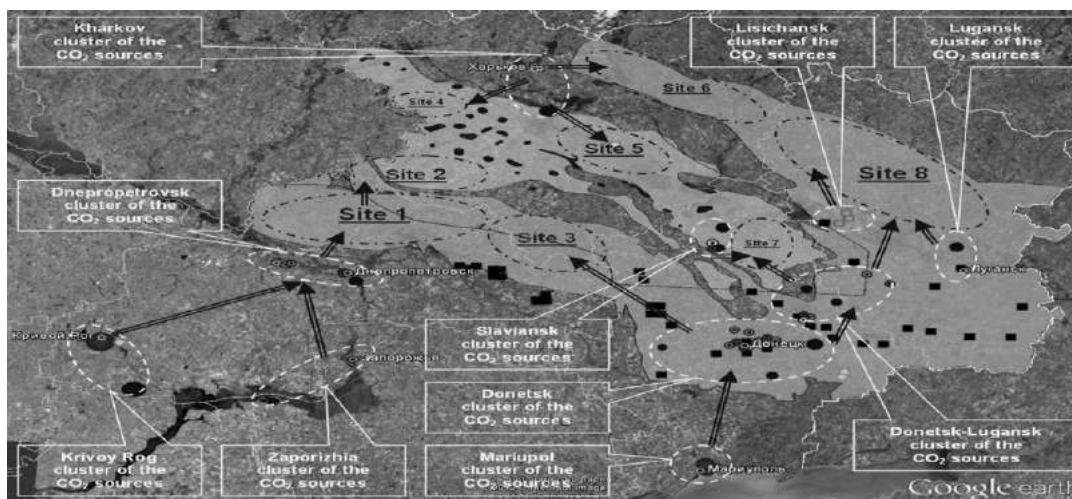 Kharkov
cluster of the
CO₂ sources
Lisichansk
cluster of the
CO₂ sources
Lugansk
cluster of the
CO₂ sources
Харьков
Site 4
Site 6
Site 5
Site 2
Site 8
Dnepropetrovsk
cluster of the
CO₂ sources
Site 1
Site 3
Site 7
Днепропетровск
Луганск
Кривой Рог
Slaviansk
cluster of the
CO₂ sources
Донецк
Запорожье
Donetsk
cluster of the
CO₂ sources
Donetsk-Lugansk
cluster of the
CO₂ sources
Krivoy Rog
cluster of the
CO₂ sources
Zaporizhia
cluster of the
CO₂ sources
Mariupol
cluster of the
CO₂ sources
Мариуполь
Google earth